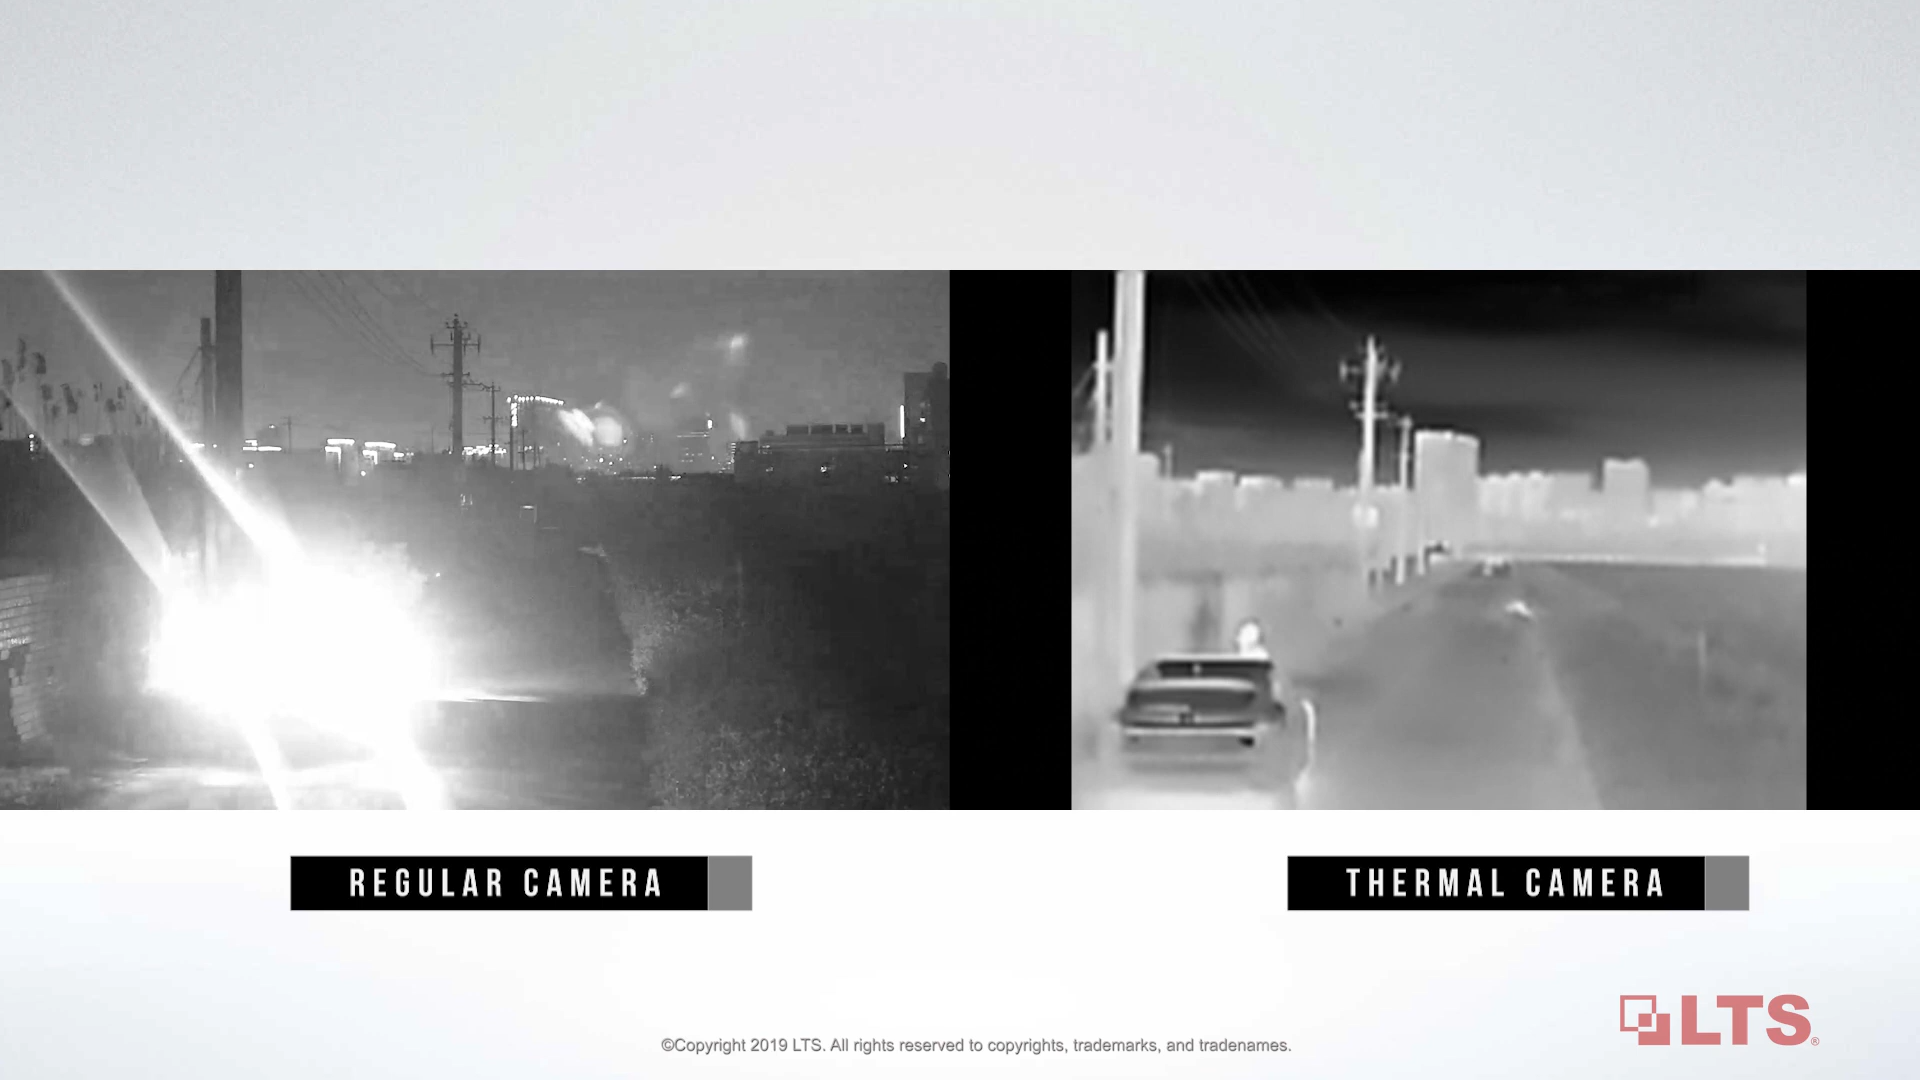 REGULAR CAMERA
THERMAL CAMERA
LTS®
©Copyright 2019 LTS. All rights reserved to copyrights, trademarks, and tradenames.